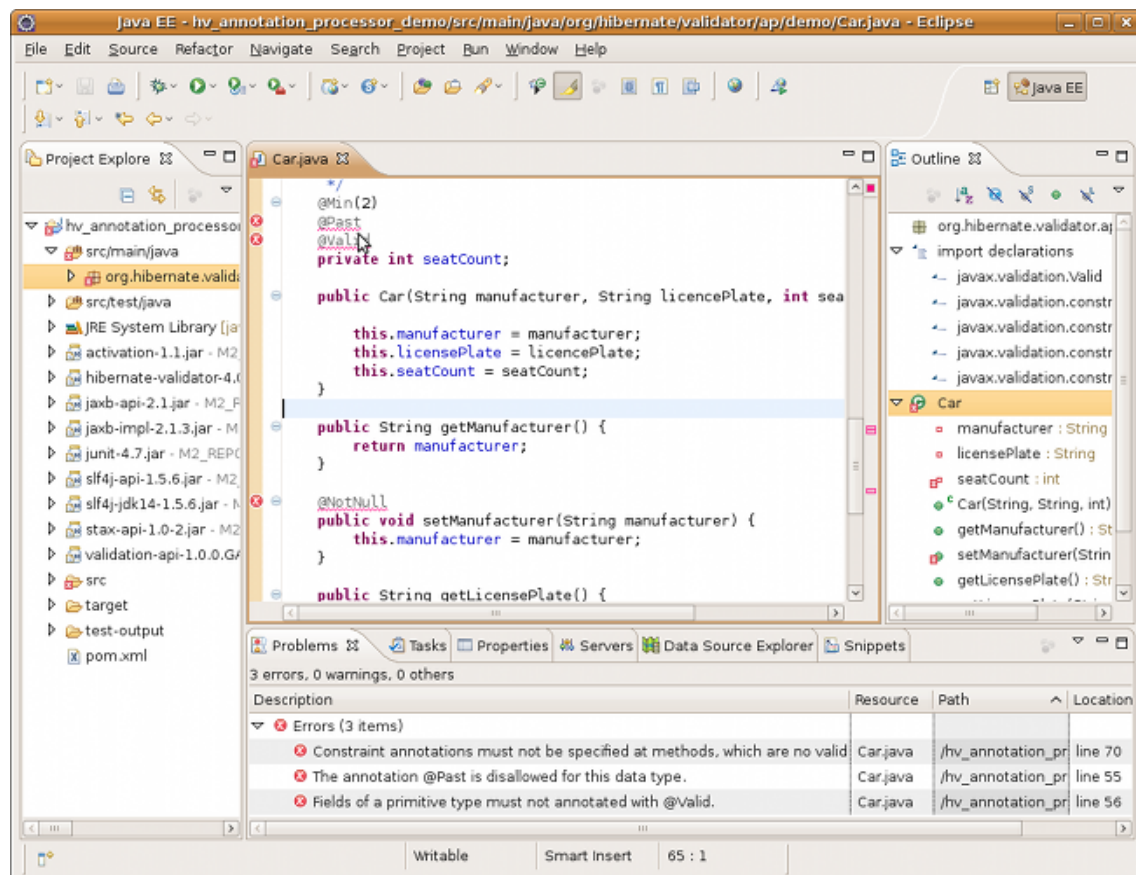 Java EE - hv_annotation_processor_demo/src/main/java/org/hibernate/validator/ap/demo/Car.java - Eclipse
File Edit Source Refactor Navigate Search Project Run Window Help
Java EE
Project Explore
hv_annotation_processo
src/main/java
org.hibernate.valida
src/test/java
JRE System Library [ja
activation-1.1.jar - M2_
hibernate-validator-4.0
jaxb-api-2.1.jar - M2_R
jaxb-impl-2.1.3.jar - M
junit-4.7.jar - M2_REPO
slf4j-api-1.5.6.jar - M2
slf4j-jdk14-1.5.6.jar - M
stax-api-1.0-2.jar - M2
validation-api-1.0.0.GA
src
target
test-output
pom.xml
Car.java
*/
@Min(2)
@Past
@Valid
private int seatCount;
public Car(String manufacturer, String licencePlate, int sea
this.manufacturer = manufacturer;
this.licensePlate = licencePlate;
this.seatCount = seatCount;
}
public String getManufacturer() {
return manufacturer;
}
@NotNull
public void setManufacturer(String manufacturer) {
this.manufacturer = manufacturer;
}
public String getLicensePlate() {
Outline
org.hibernate.validator.ap
import declarations
javax.validation.Valid
javax.validation.constr
javax.validation.constr
javax.validation.constr
javax.validation.constr
Car
manufacturer : String
licensePlate : String
seatCount : int
Car(String, String, int)
getManufacturer() : St
setManufacturer(Strin
getLicensePlate() : Str
Problems Tasks Properties Servers Data Source Explorer Snippets
3 errors, 0 warnings, 0 others
Description Resource Path Location
Errors (3 items)
Constraint annotations must not be specified at methods, which are no valid Car.java /hv_annotation_pr line 70
The annotation @Past is disallowed for this data type. Car.java /hv_annotation_pr line 55
Fields of a primitive type must not annotated with @Valid. Car.java /hv_annotation_pr line 56
Writable Smart Insert 65 : 1